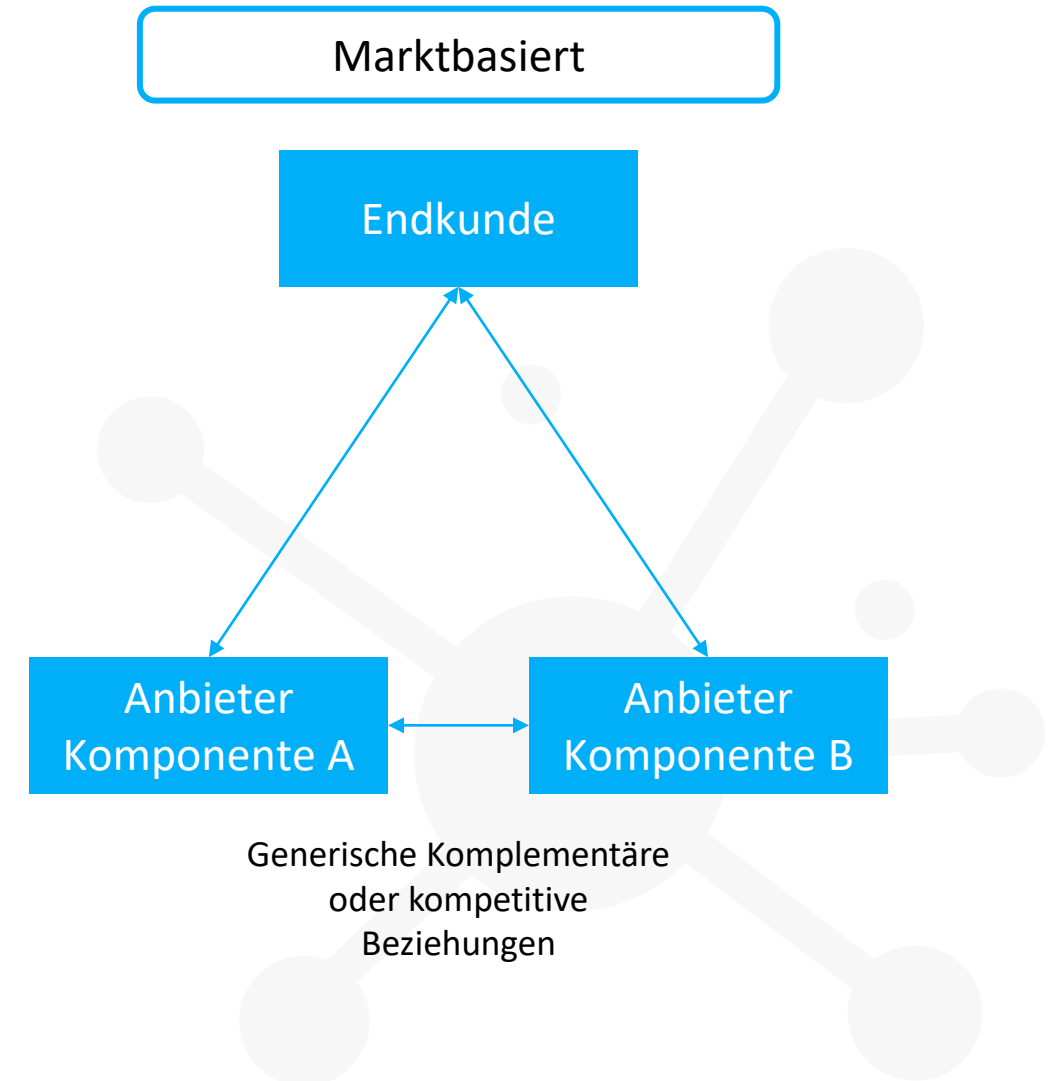 Marktbasiert
Endkunde
Anbieter
Komponente A
Anbieter
Komponente B
Generische Komplementäre
oder kompetitive
Beziehungen